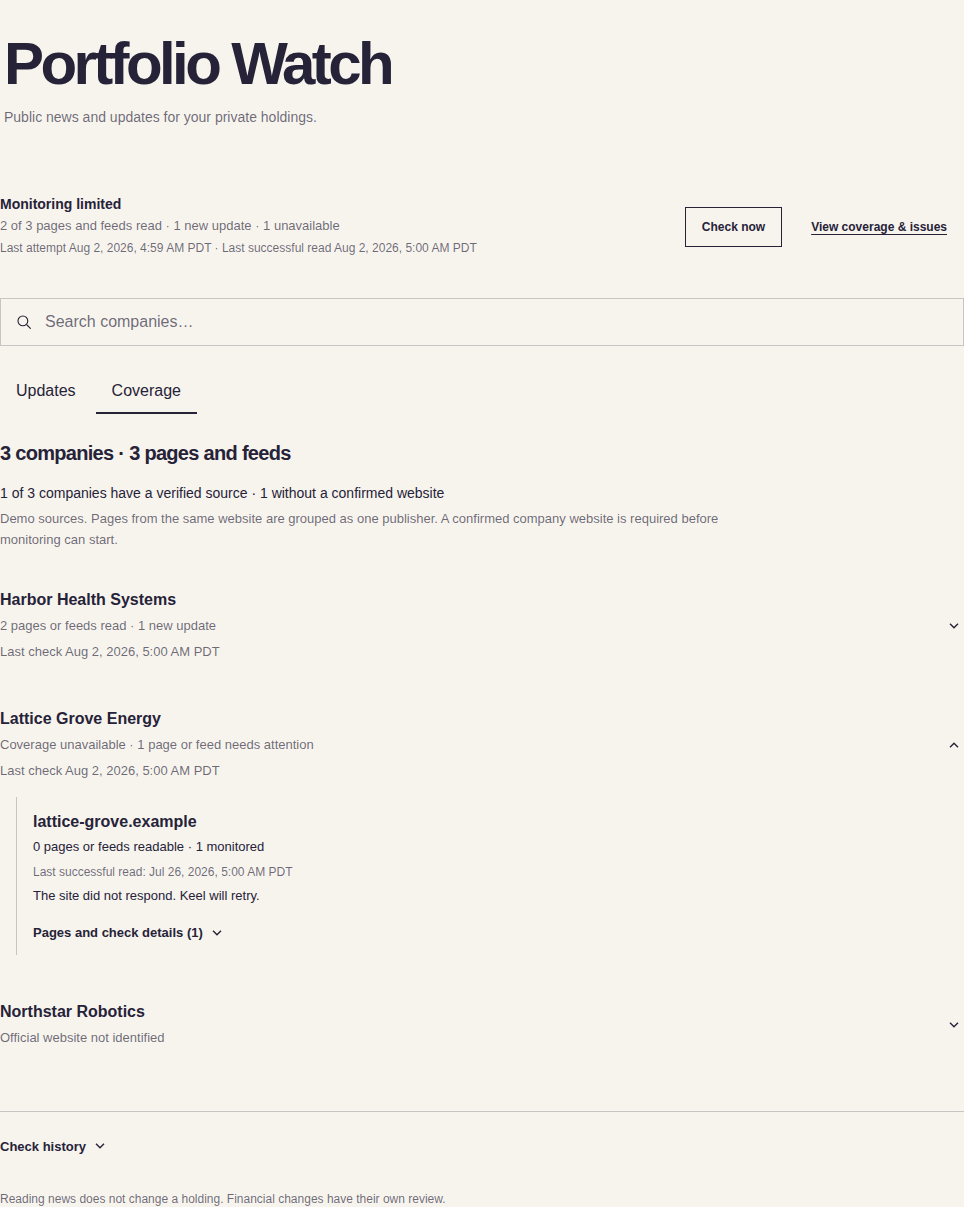 Portfolio Watch
Public news and updates for your private holdings.
Monitoring limited
2 of 3 pages and feeds read · 1 new update · 1 unavailable
Last attempt Aug 2, 2026, 4:59 AM PDT · Last successful read Aug 2, 2026, 5:00 AM PDT
Check now
View coverage & issues
Search companies…
Updates
Coverage
3 companies · 3 pages and feeds
1 of 3 companies have a verified source · 1 without a confirmed website
Demo sources. Pages from the same website are grouped as one publisher. A confirmed company website is required before
monitoring can start.
Harbor Health Systems
2 pages or feeds read · 1 new update
Last check Aug 2, 2026, 5:00 AM PDT
Lattice Grove Energy
Coverage unavailable · 1 page or feed needs attention
Last check Aug 2, 2026, 5:00 AM PDT
lattice-grove.example
0 pages or feeds readable · 1 monitored
Last successful read: Jul 26, 2026, 5:00 AM PDT
The site did not respond. Keel will retry.
Pages and check details (1)
Northstar Robotics
Official website not identified
Check history
Reading news does not change a holding. Financial changes have their own review.